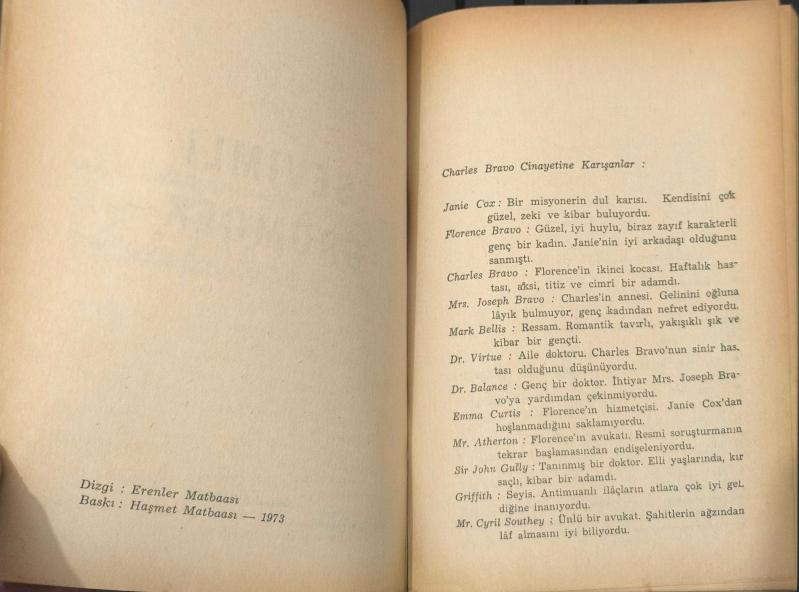 Dizgi : Erenler Matbaası
Baskı : Haşmet Matbaası — 1973
Charles Bravo Cinayetine Karışanlar :
Janie Cox : Bir misyonerin dul karısı. Kendisini çok
güzel, zeki ve kibar buluyordu.
Florence Bravo : Güzel, iyi huylu, biraz zayıf karakterli
genç bir kadın. Janie'nin iyi arkadaşı olduğunu
sanmıştı.
Charles Bravo : Florence'in ikinci kocası. Haftalık has-
tası, aksi, titiz ve cimri bir adamdı.
Mrs. Joseph Bravo : Charles'in annesi. Gelinini oğluna
lâyık bulmuyor, genç kadından nefret ediyordu.
Mark Bellis : Ressam. Romantik tavırlı, yakışıklı şık ve
kibar bir gençti.
Dr. Virtue : Aile doktoru. Charles Bravo'nun sinir has.
tası olduğunu düşünüyordu.
Dr. Balance : Genç bir doktor. İhtiyar Mrs. Joseph Bra-
vo'ya yardımdan çekinmiyordu.
Emma Curtis : Florence'ın hizmetçisi. Janie Cox'dan
hoşlanmadığını saklamıyordu.
Mr. Atherton : Florence'ın avukatı. Resmî soruşturmanın
tekrar başlamasından endişeleniyordu.
Sir John Gully : Tanınmış bir doktor. Elli yaşlarında, kır
saçlı, kibar bir adamdı.
Griffith : Seyis. Antimuanlı ilâçların atlara çok iyi gel.
diğine inanıyordu.
Mr. Cyril Southey ; Ünlü bir avukat. Şahitlerin ağzından
lâf almasını iyi biliyordu.